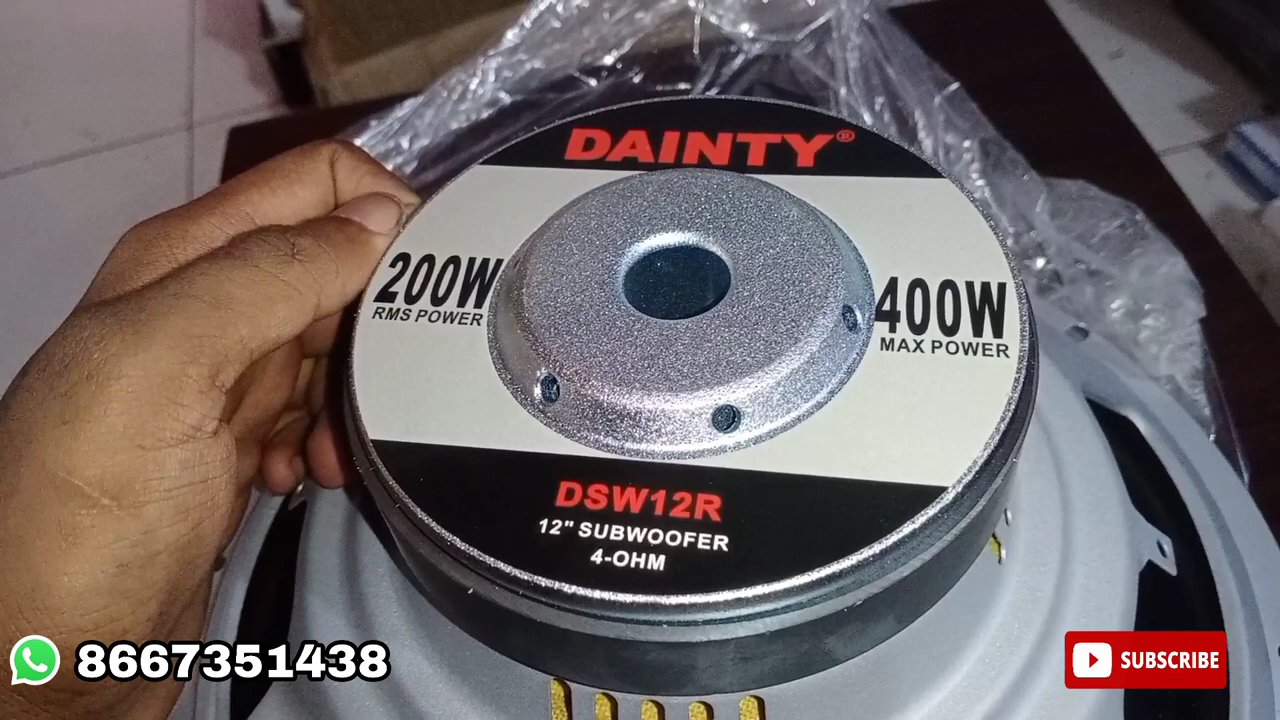 DAINTY®
200W
RMS POWER
400W
MAX POWER
DSW12R
12" SUBWOOFER
4-OHM
8667351438
SUBSCRIBE